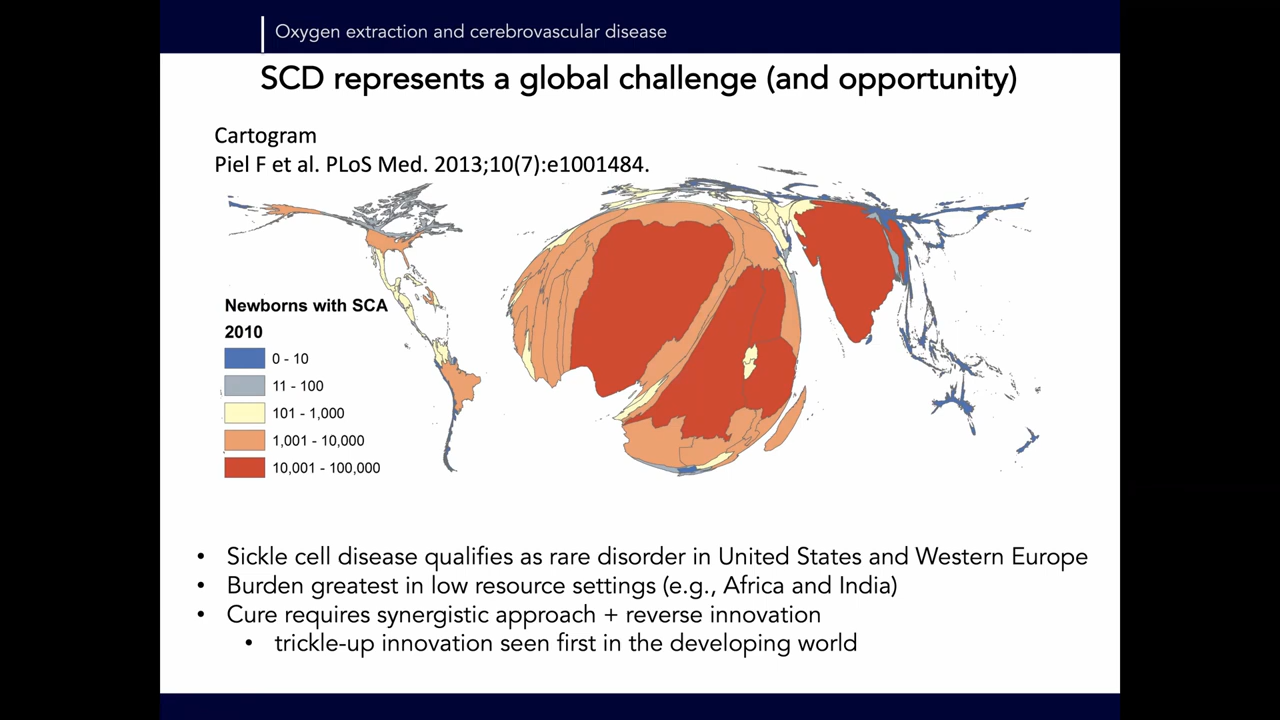 Oxygen extraction and cerebrovascular disease
SCD represents a global challenge (and opportunity)
Cartogram
Piel F et al. PLoS Med. 2013;10(7):e1001484.
Newborns with SCA
2010
0 - 10
11 - 100
101 - 1,000
1,001 - 10,000
10,001 - 100,000
• Sickle cell disease qualifies as rare disorder in United States and Western Europe
• Burden greatest in low resource settings (e.g., Africa and India)
• Cure requires synergistic approach + reverse innovation
• trickle-up innovation seen first in the developing world